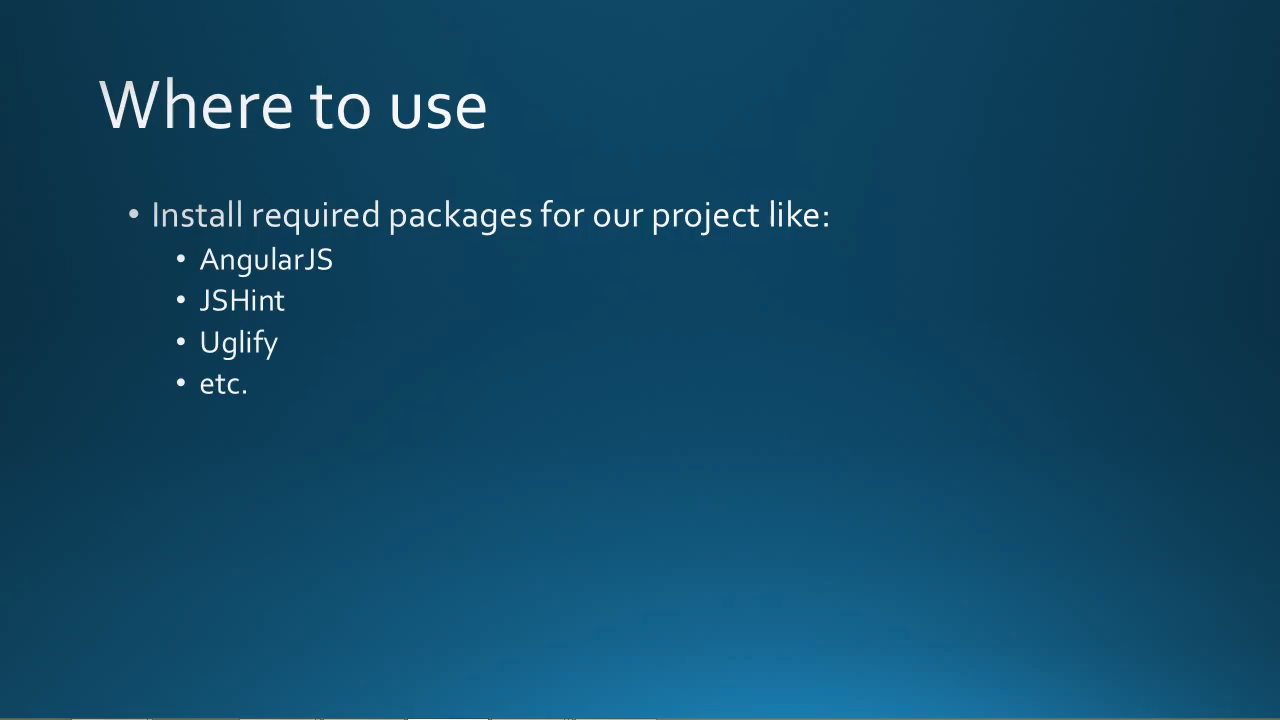 Where to use
• Install required packages for our project like:
• AngularJS
• JSHint
• Uglify
• etc.